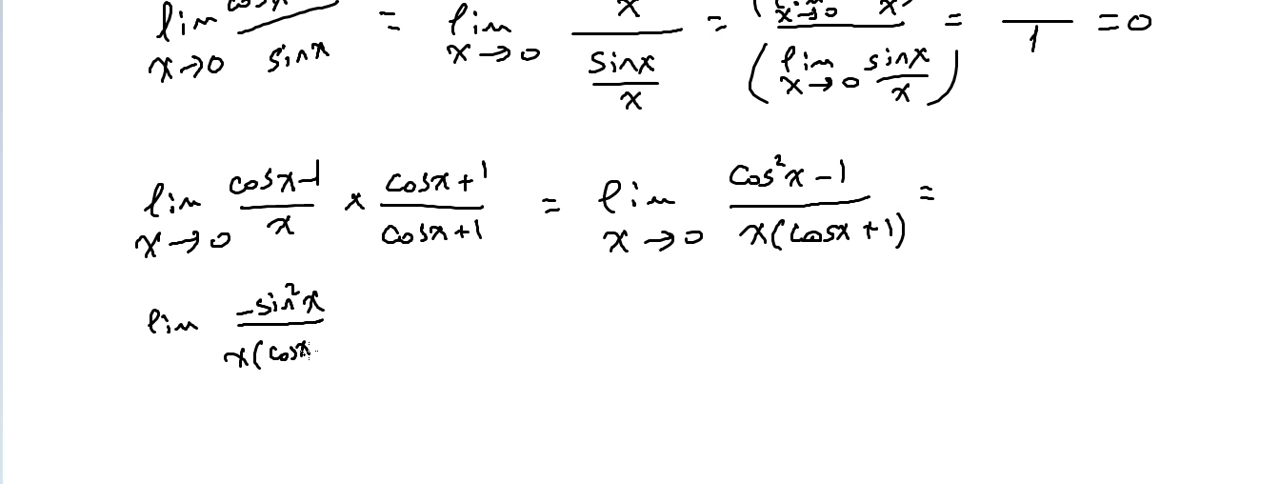 lim x→0 / sinx = lim x→0 x / (sinx / x) = (x→0 x) / (lim x→0 sinx / x) = / 1 = 0
lim x→0 (cosx-1) / x × (cosx+1) / (cosx+1) = lim x→0 (cos²x-1) / (x(cosx+1)) =
lim -sin²x / x(cosx